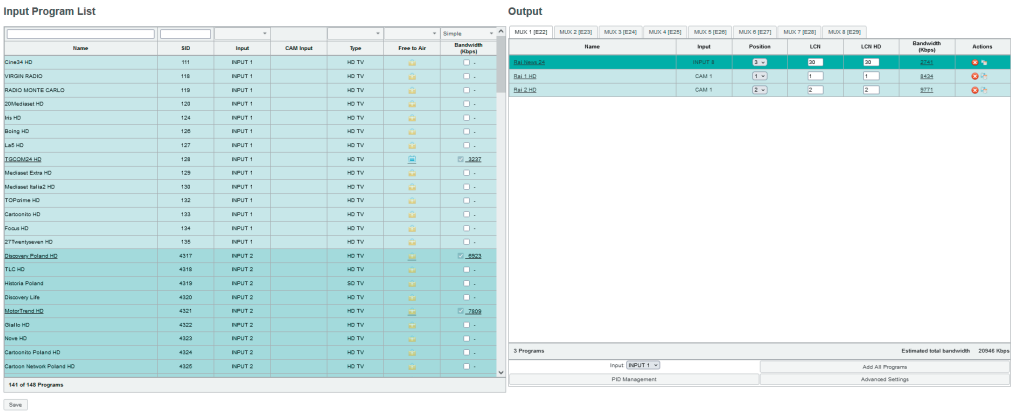 Input Program List
Simple
Name SID Input CAM Input Type Free to Air Bandwidth (Kbps)
Cine34 HD 111 INPUT 1 HD TV -
VIRGIN RADIO 118 INPUT 1 HD TV -
RADIO MONTE CARLO 119 INPUT 1 HD TV -
20Mediaset HD 120 INPUT 1 HD TV -
Iris HD 124 INPUT 1 HD TV -
Boing HD 126 INPUT 1 HD TV -
La5 HD 127 INPUT 1 HD TV -
TGCOM24 HD 128 INPUT 1 HD TV 3237
Mediaset Extra HD 129 INPUT 1 HD TV -
Mediaset Italia2 HD 130 INPUT 1 HD TV -
TOPcrime HD 132 INPUT 1 HD TV -
Cartoonito HD 133 INPUT 1 HD TV -
Focus HD 134 INPUT 1 HD TV -
27Twentyseven HD 135 INPUT 1 HD TV -
Discovery Poland HD 4317 INPUT 2 HD TV 6923
TLC HD 4318 INPUT 2 HD TV -
Historia Poland 4319 INPUT 2 SD TV -
Discovery Life 4320 INPUT 2 HD TV -
MotorTrend HD 4321 INPUT 2 HD TV 7809
Giallo HD 4322 INPUT 2 HD TV -
Nove HD 4323 INPUT 2 HD TV -
Cartoonito Poland HD 4324 INPUT 2 HD TV -
Cartoon Network Poland HD 4325 INPUT 2 HD TV -
141 of 148 Programs
Save
Output
MUX 1 [E22] MUX 2 [E23] MUX 3 [E24] MUX 4 [E25] MUX 5 [E26] MUX 6 [E27] MUX 7 [E28] MUX 8 [E29]
Name Input Position LCN LCN HD Bandwidth (Kbps) Actions
Rai News 24 INPUT 8 3 30 30 2741
Rai 1 HD CAM 1 1 1 1 8434
Rai 2 HD CAM 1 2 2 2 9771
3 Programs Estimated total bandwidth 20946 Kbps
Input INPUT 1 Add All Programs
PID Management Advanced Settings